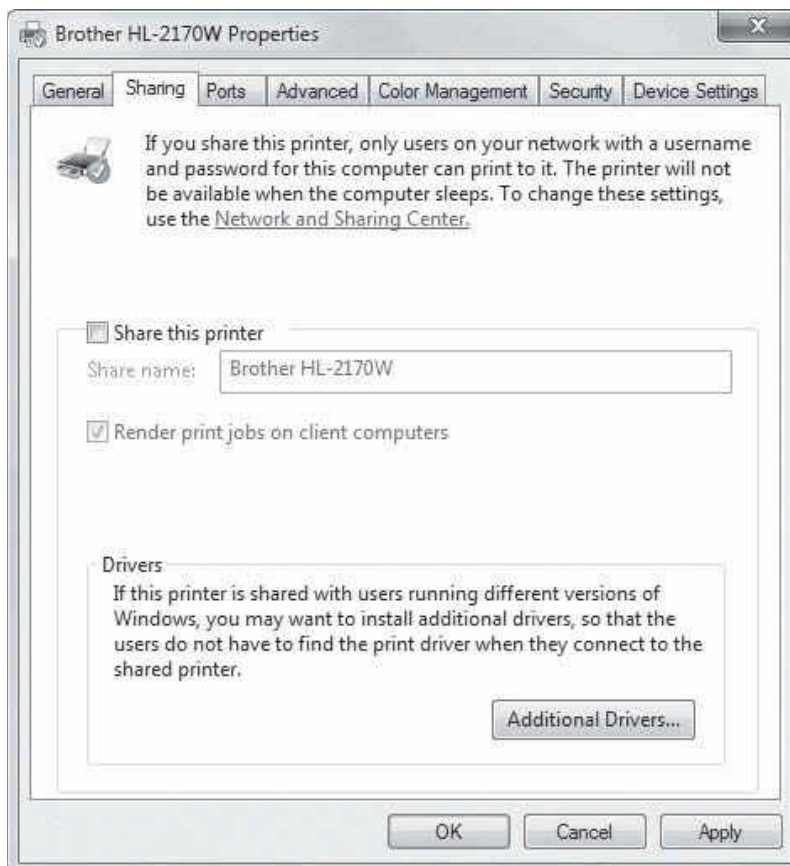 Brother HL-2170W Properties
General Sharing Ports Advanced Color Management Security Device Settings
If you share this printer, only users on your network with a username
and password for this computer can print to it. The printer will not
be available when the computer sleeps. To change these settings,
use the Network and Sharing Center.
Share this printer
Share name: Brother HL-2170W
Render print jobs on client computers
Drivers
If this printer is shared with users running different versions of
Windows, you may want to install additional drivers, so that the
users do not have to find the print driver when they connect to the
shared printer.
Additional Drivers...
OK Cancel Apply